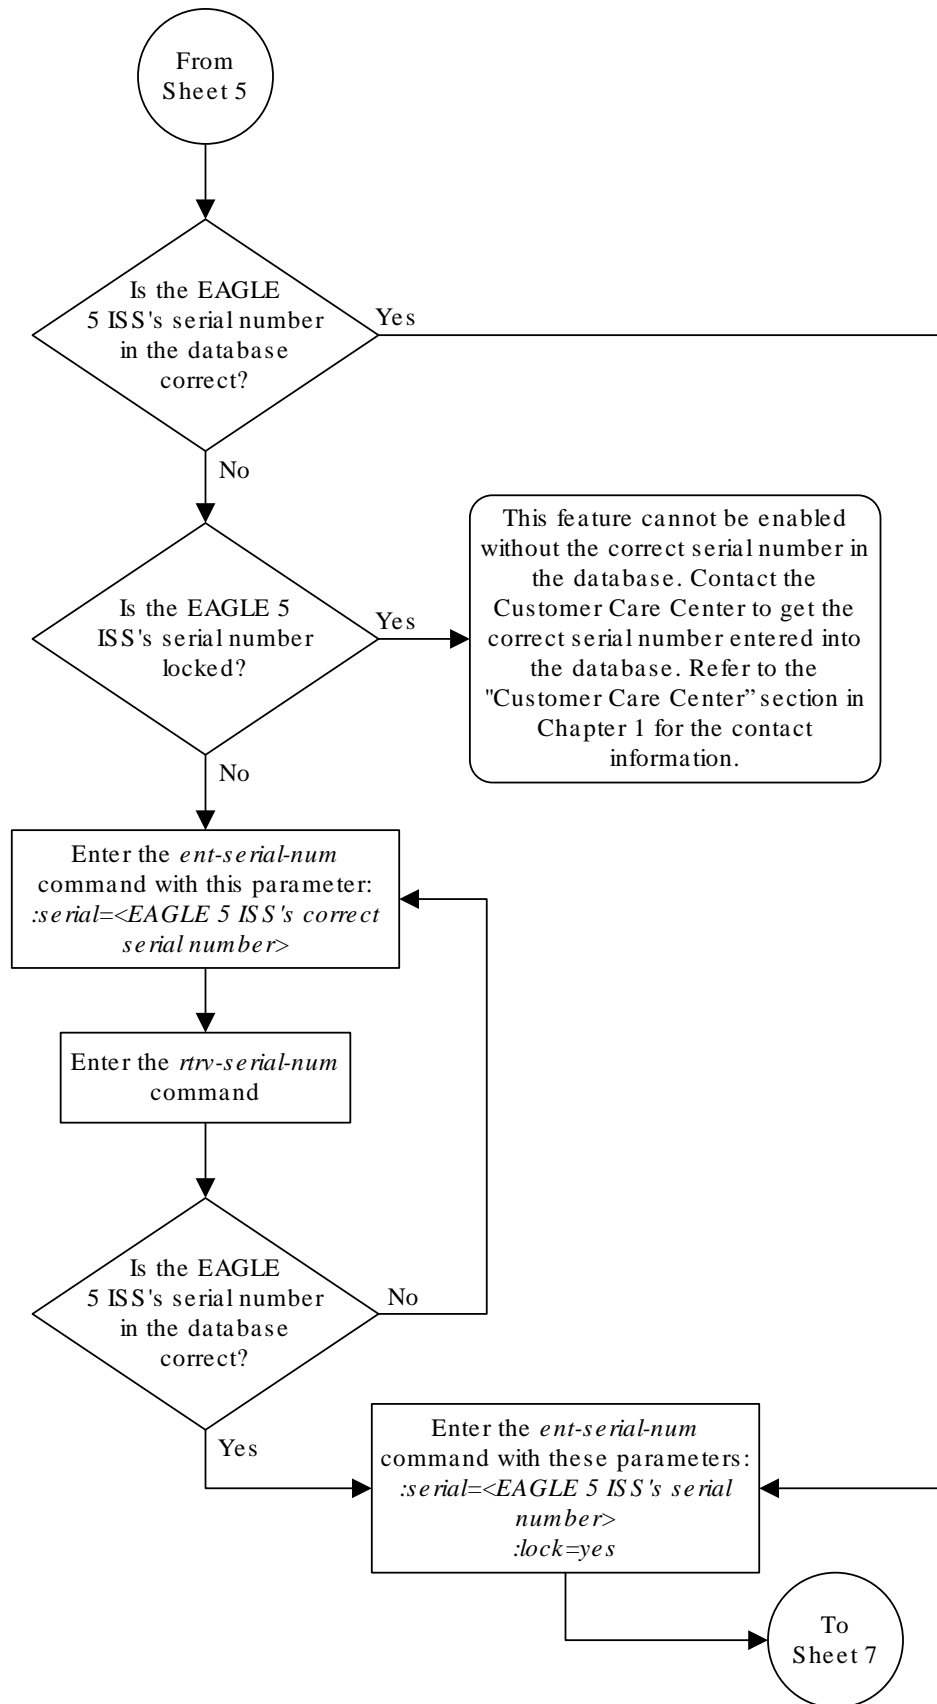 From
Sheet 5
Is the EAGLE
5 ISS's serial number
in the database
correct?
Yes
No
Is the EAGLE 5
ISS's serial number
locked?
Yes
This feature cannot be enabled
without the correct serial number in
the database. Contact the
Customer Care Center to get the
correct serial number entered into
the database. Refer to the
"Customer Care Center” section in
Chapter 1 for the contact
information.
No
Enter the ent-serial-num
command with this parameter:
:serial=<EAGLE 5 ISS's correct
serial number>
Enter the rtrv-serial-num
command
Is the EAGLE
5 ISS's serial number
in the database
correct?
No
Yes
Enter the ent-serial-num
command with these parameters:
:serial=<EAGLE 5 ISS's serial
number>
:lock=yes
To
Sheet 7